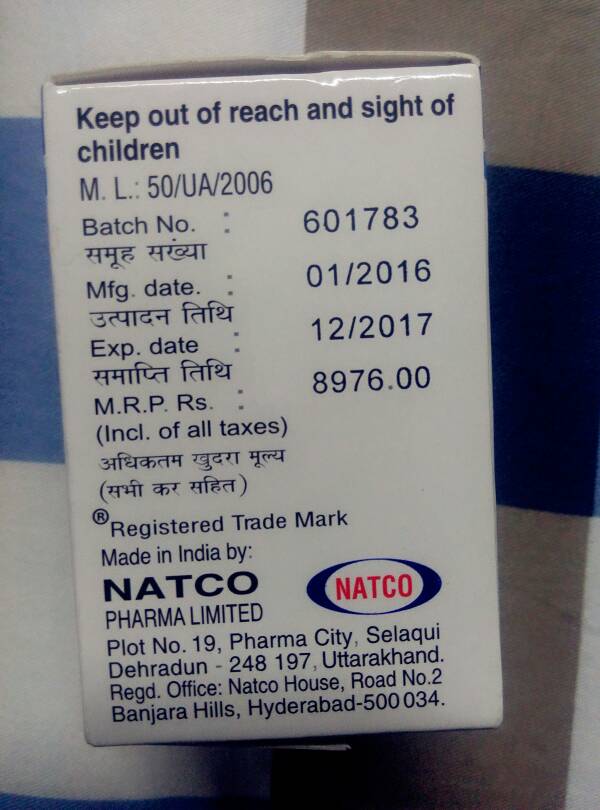 Keep out of reach and sight of
children
M. L.: 50/UA/2006
Batch No. : 601783
समूह सख्ंया
Mfg. date. : 01/2016
उत्पादन तिथि
Exp. date : 12/2017
समाप्ति तिथि
M.R.P. Rs. : 8976.00
(Incl. of all taxes)
अधिकतम खुदरा मूल्य
(सभी कर सहित)
® Registered Trade Mark
Made in India by:
NATCO
PHARMA LIMITED
NATCO
Plot No. 19, Pharma City, Selaqui
Dehradun - 248 197, Uttarakhand.
Regd. Office: Natco House, Road No.2
Banjara Hills, Hyderabad-500 034.